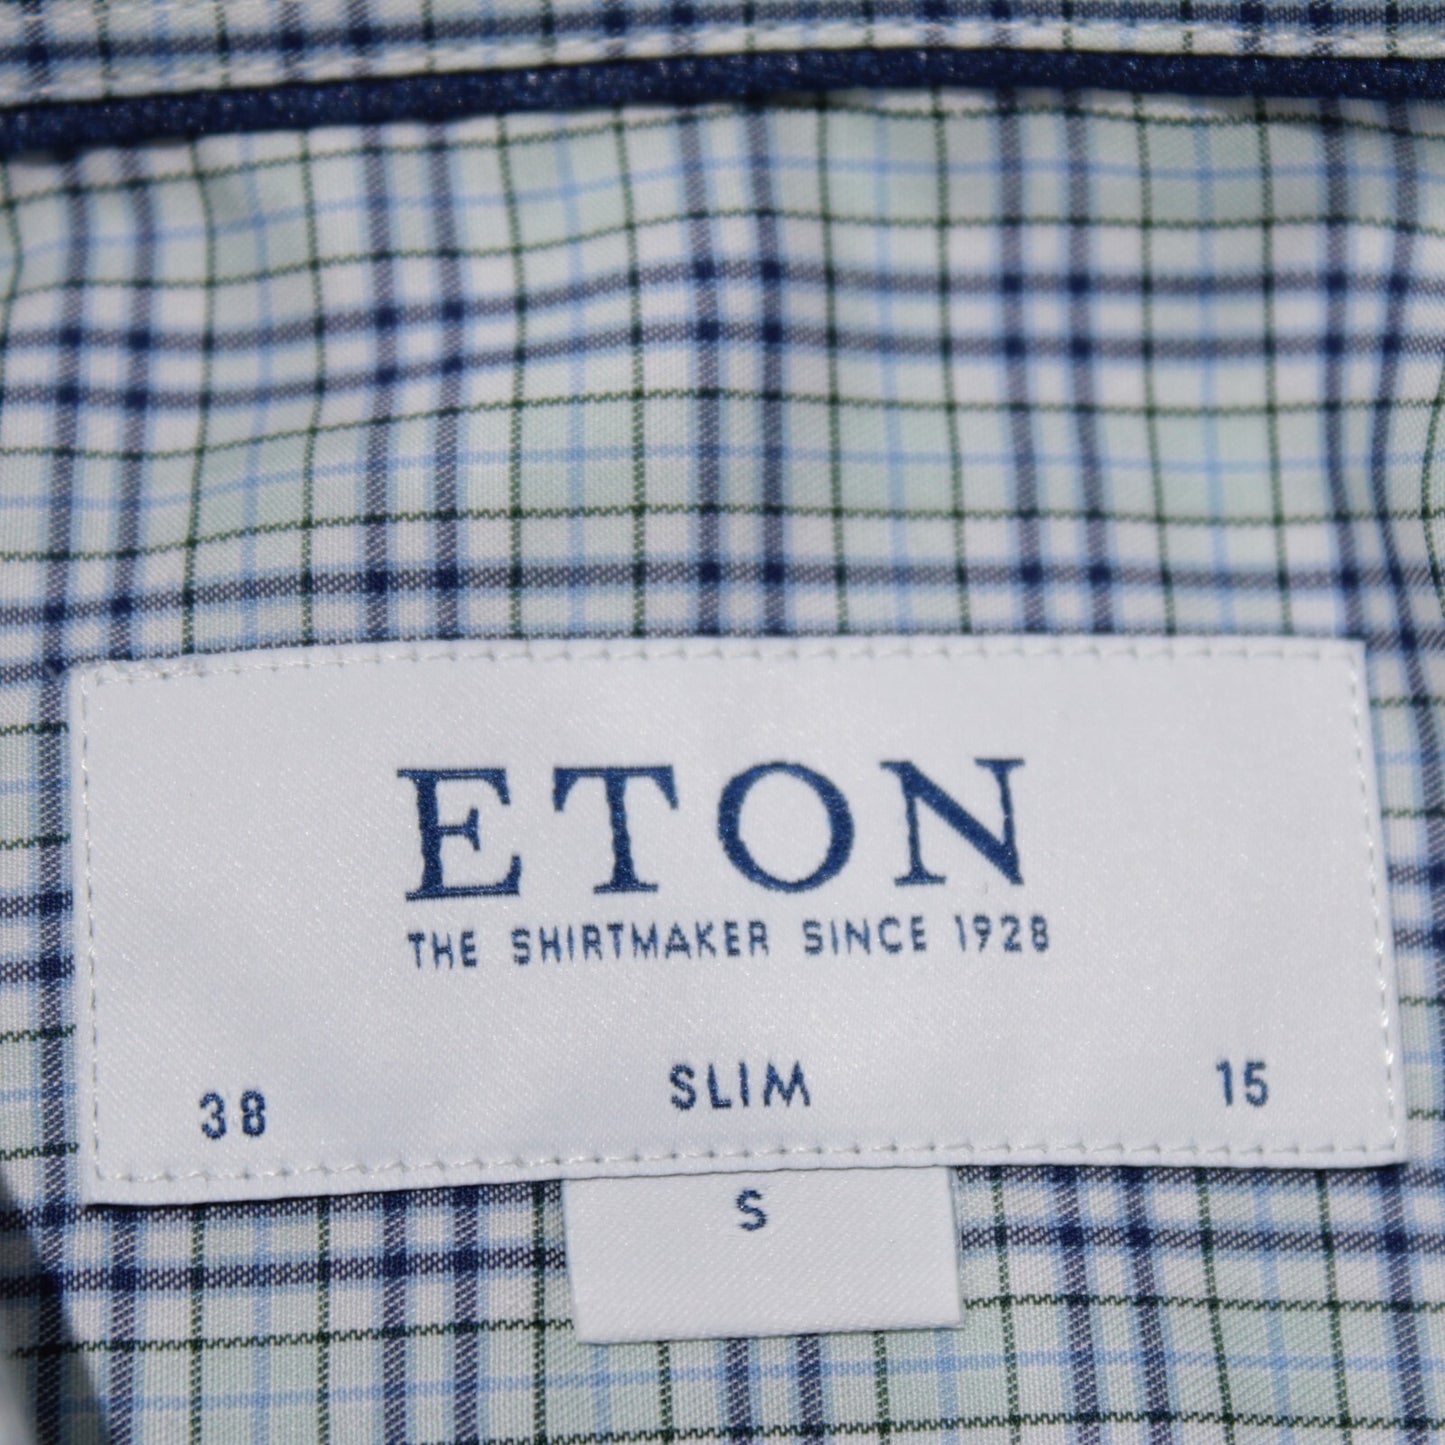 ETON
THE SHIRTMAKER SINCE 1928
38 SLIM 15
S